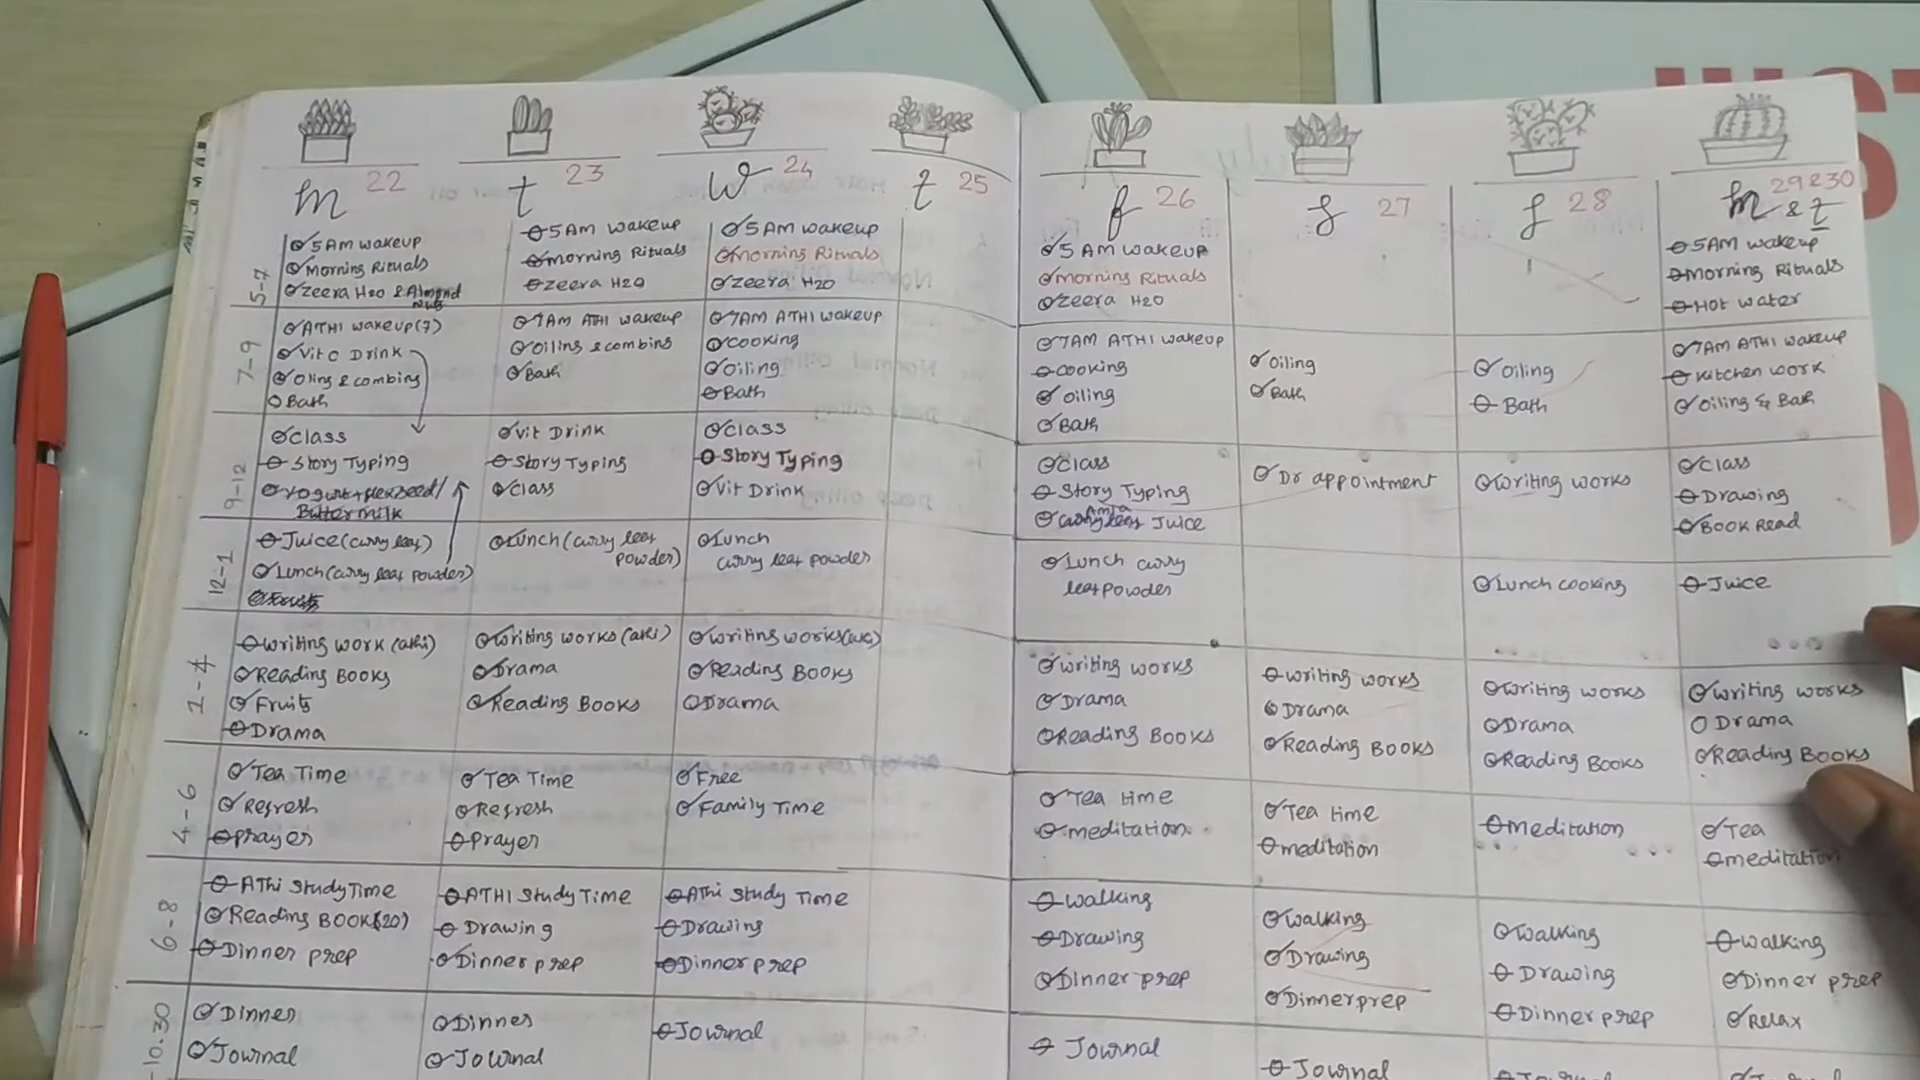 m 22
t 23
W 24
t 25
f 26
s 27
s 28
m & t 29&30
5-7
5AM wakeup
Morning Rituals
Zeera H2O & Almond
nuts
5AM wakeup
morning Rituals
Zeera H2O
5AM wakeup
morning Rituals
Zeera H2O
5AM wakeup
morning Rituals
Zeera H2O
5AM wakeup
morning Rituals
Hot water
7-9
ATHI wakeup(7)
Vit C Drink
Oling & combing
Bath
7AM ATHI wakeup
Oiling & combing
Bath
7AM ATHI wakeup
cooking
Oiling
Bath
7AM ATHI wakeup
cooking
Oiling
Bath
Oiling
Bath
Oiling
Bath
7AM ATHI wakeup
Kitchen work
Oiling & Bath
9-12
Class
Story Typing
Yogurt+flexseed/
Buttermilk
Vit Drink
Story Typing
Class
Class
Story Typing
Vit Drink
Class
Story Typing
Amla
curry leaf Juice
Dr appointment
writing works
Class
Drawing
Book Read
12-1
Juice (curry leaf)
Lunch (curry leaf powder)
Fruits
Lunch (curry leaf
powder)
Lunch
curry leaf powder
Lunch curry
leaf powder
Lunch cooking
Juice
1-4
writing work (athi)
Reading Books
Fruits
Drama
writing works (athi)
Drama
Reading Books
writing works
Reading Books
Drama
writing works
Drama
Reading Books
writing works
Drama
Reading Books
writing works
Drama
Reading Books
writing works
Drama
Reading Books
4-6
Tea Time
Refresh
prayer
Tea Time
Refresh
prayer
Free
Family Time
Tea time
meditation
Tea time
meditation
meditation
Tea
meditation
6-8
AThi Study Time
Reading Book(20)
Dinner prep
ATHI Study Time
Drawing
Dinner prep
AThi Study Time
Drawing
Dinner prep
walking
Drawing
Dinner prep
walking
Drawing
Dinner prep
walking
Drawing
Dinner prep
walking
Dinner prep
Relax
-10.30
Dinner
Journal
Dinner
Journal
Journal
Journal
Journal